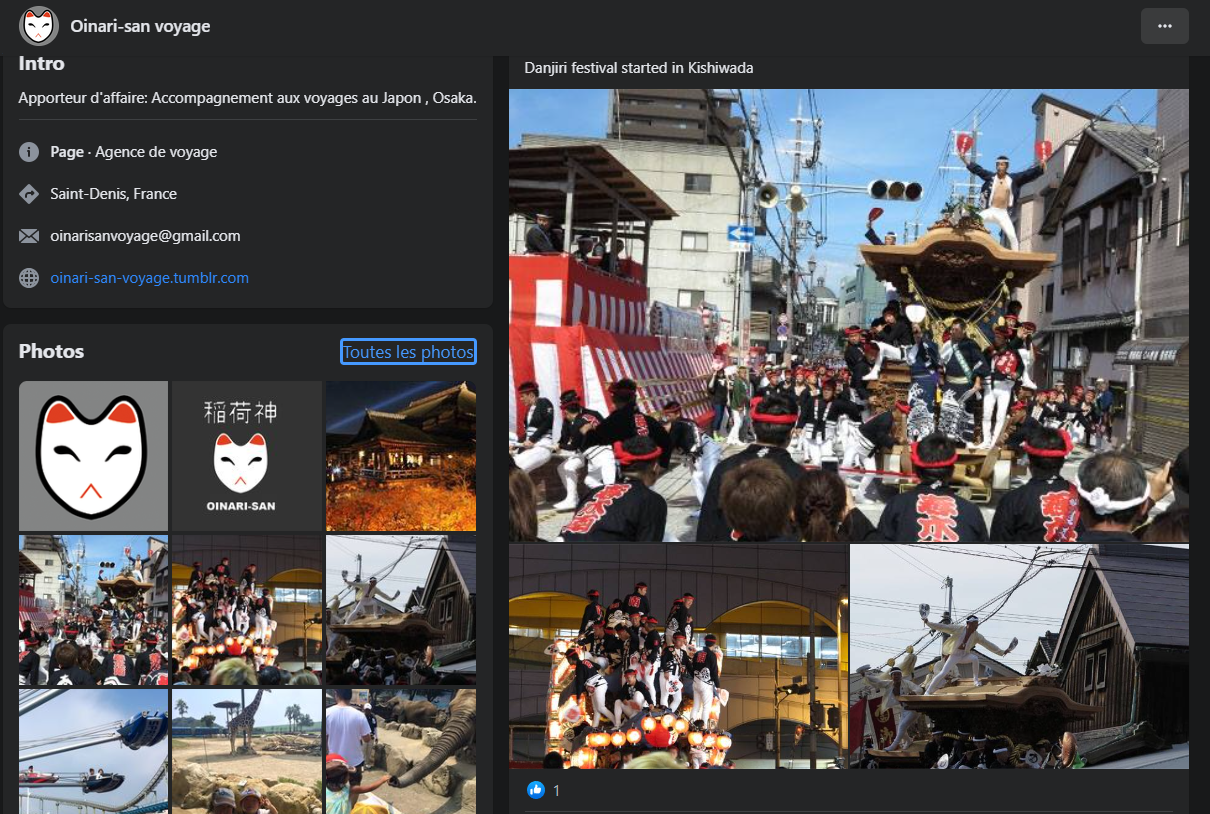 Oinari-san voyage
Intro
Apporteur d'affaire: Accompagnement aux voyages au Japon , Osaka.
Page · Agence de voyage
Saint-Denis, France
oinarisanvoyage@gmail.com
oinari-san-voyage.tumblr.com
Photos
Toutes les photos
稲荷神
OINARI-SAN
Danjiri festival started in Kishiwada
1